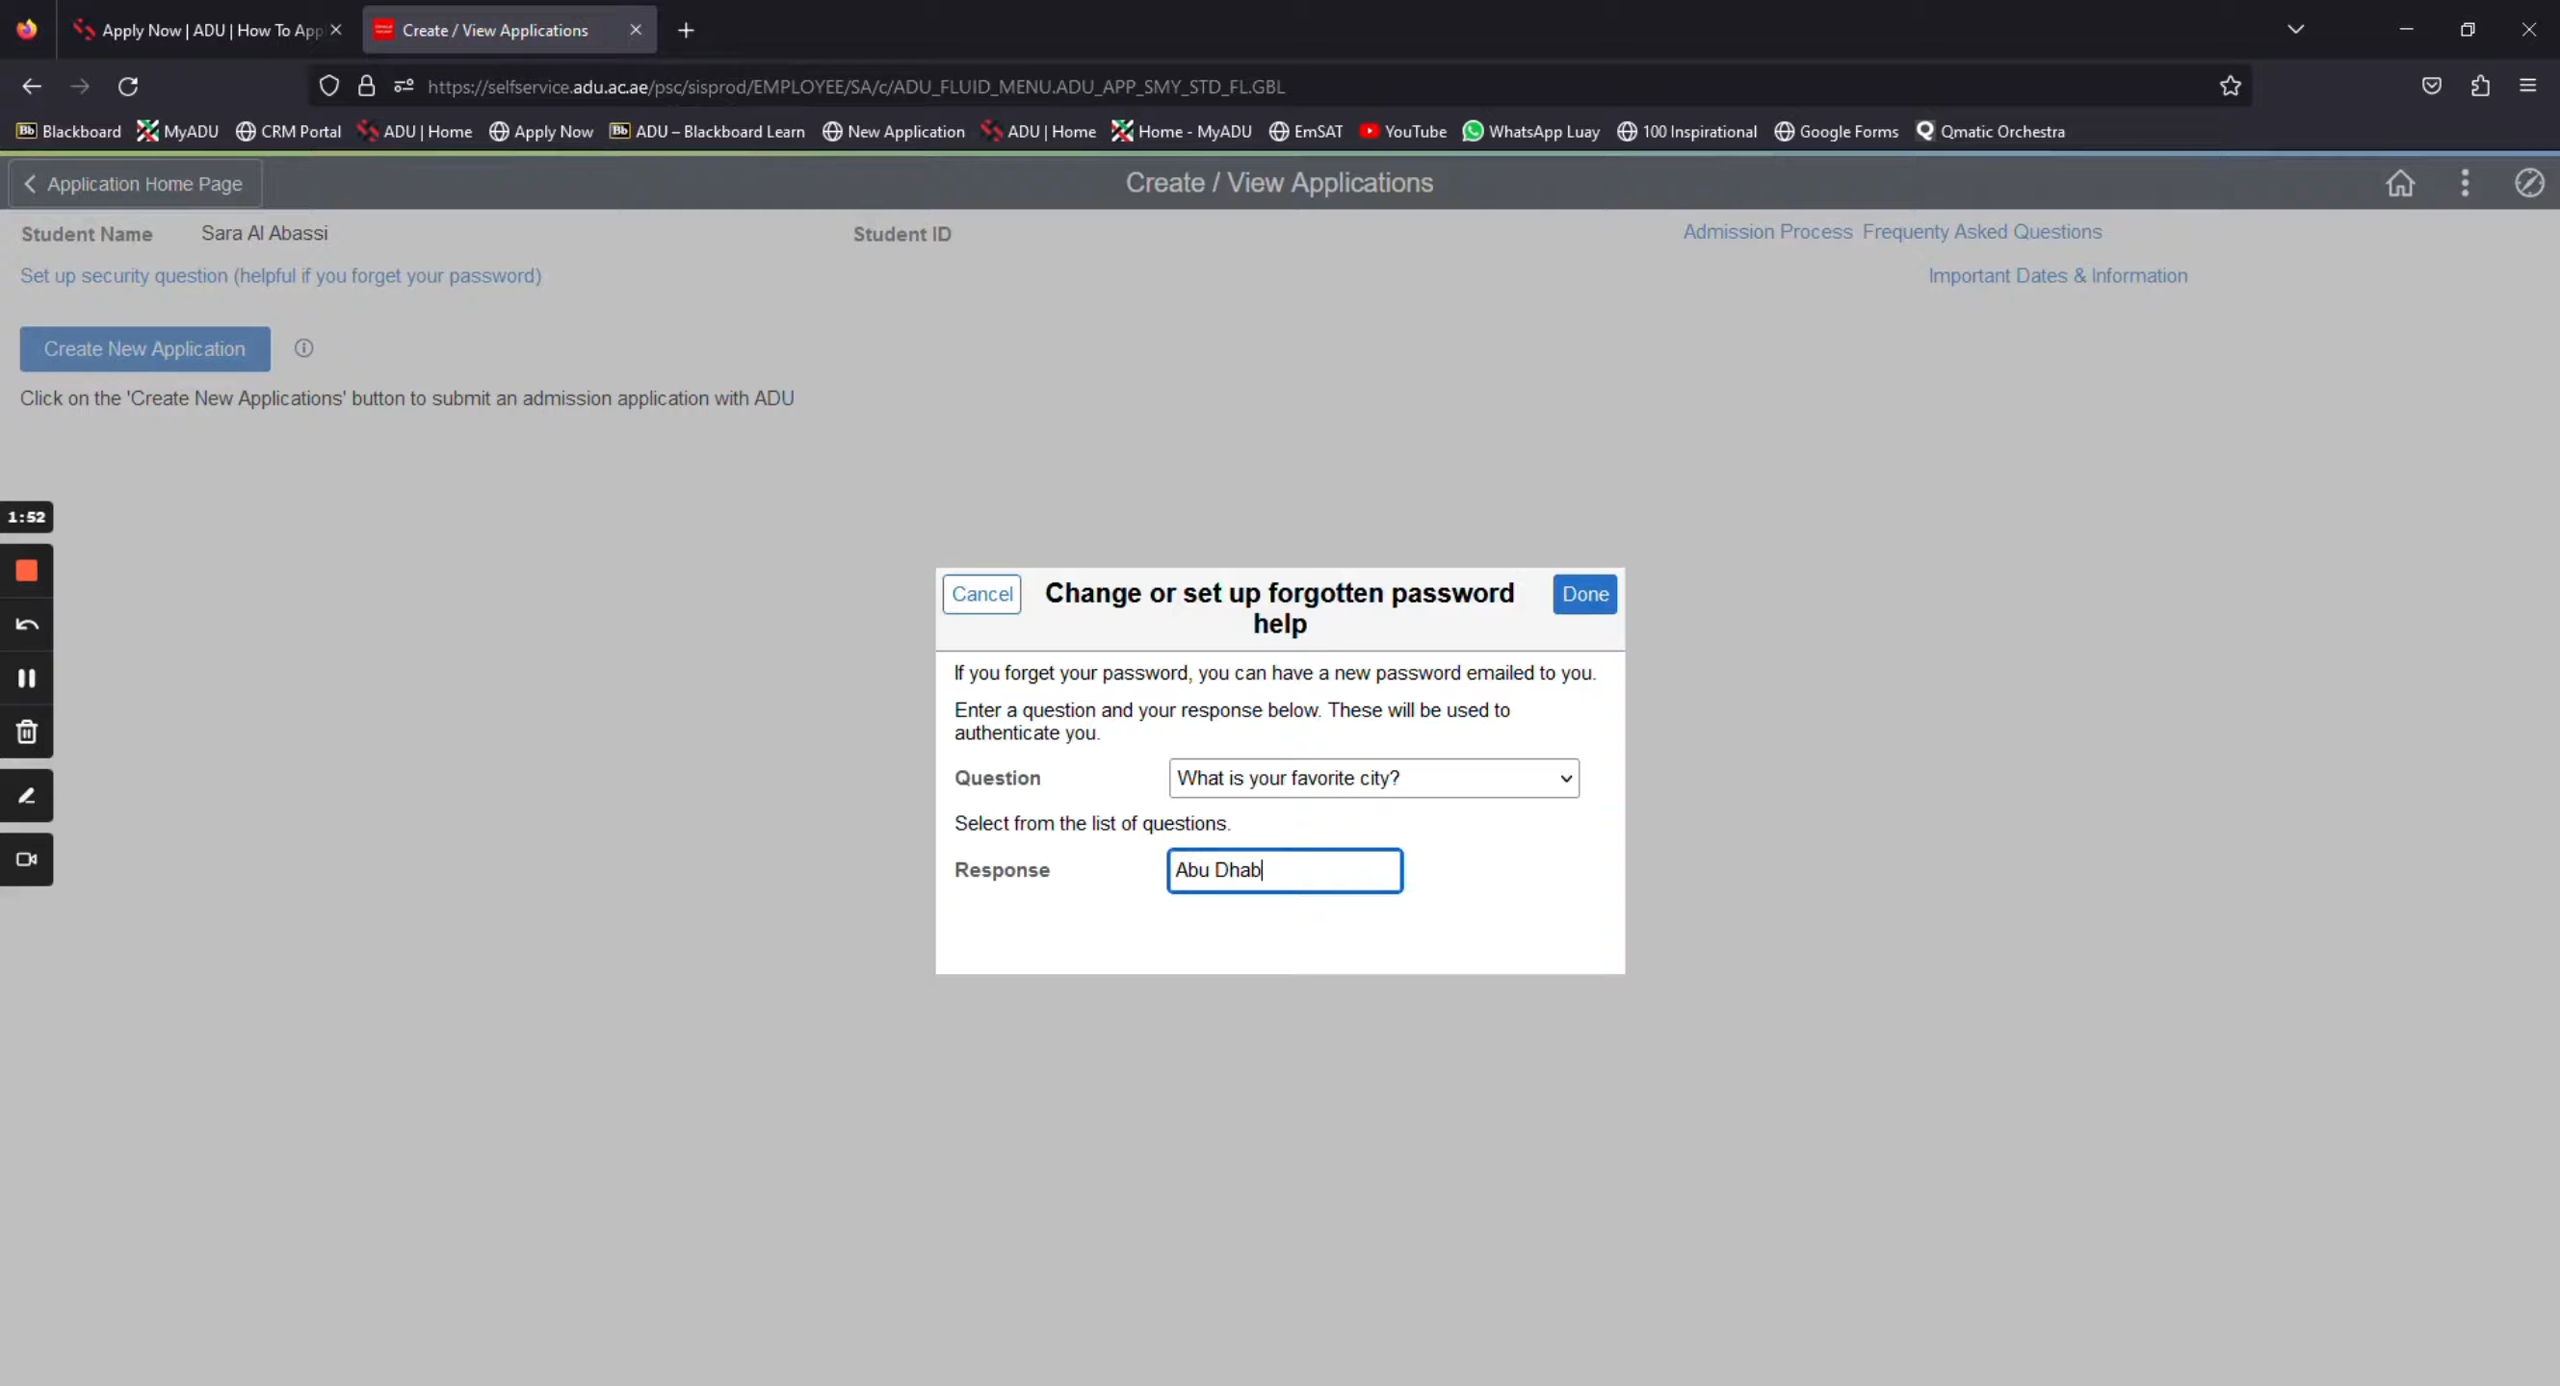 Apply Now | ADU | How To App
Create / View Applications
https://selfservice.adu.ac.ae/psc/sisprod/EMPLOYEE/SA/c/ADU_FLUID_MENU.ADU_APP_SMY_STD_FL.GBL
Bb Blackboard MyADU CRM Portal ADU | Home Apply Now Bb ADU – Blackboard Learn New Application ADU | Home Home - MyADU EmSAT YouTube WhatsApp Luay 100 Inspirational Google Forms Q Qmatic Orchestra
Application Home Page
Create / View Applications
Student Name Sara Al Abassi Student ID Admission Process Frequenty Asked Questions
Set up security question (helpful if you forget your password) Important Dates & Information
Create New Application
Click on the 'Create New Applications' button to submit an admission application with ADU
1:52
Cancel Change or set up forgotten password Done
help
If you forget your password, you can have a new password emailed to you.
Enter a question and your response below. These will be used to
authenticate you.
Question What is your favorite city?
Select from the list of questions.
Response Abu Dhab